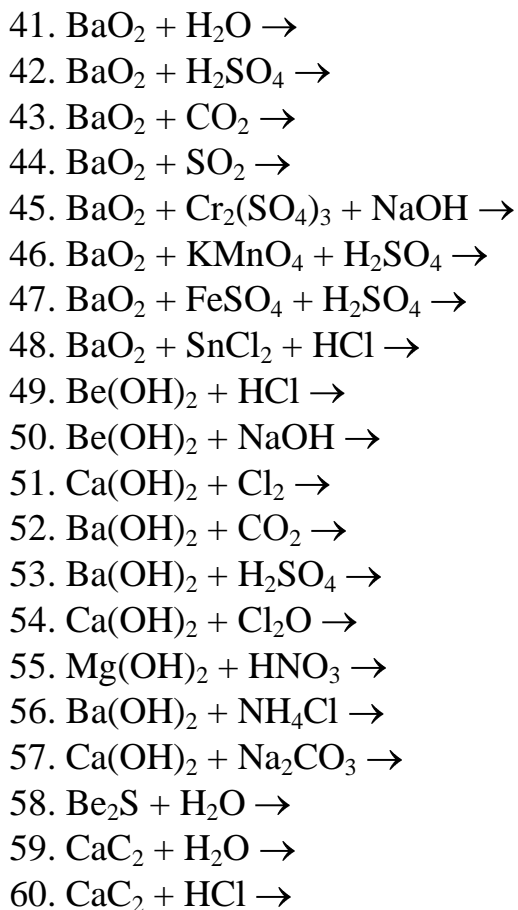 41. BaO₂ + H₂O →
42. BaO₂ + H₂SO₄ →
43. BaO₂ + CO₂ →
44. BaO₂ + SO₂ →
45. BaO₂ + Cr₂(SO₄)₃ + NaOH →
46. BaO₂ + KMnO₄ + H₂SO₄ →
47. BaO₂ + FeSO₄ + H₂SO₄ →
48. BaO₂ + SnCl₂ + HCl →
49. Be(OH)₂ + HCl →
50. Be(OH)₂ + NaOH →
51. Ca(OH)₂ + Cl₂ →
52. Ba(OH)₂ + CO₂ →
53. Ba(OH)₂ + H₂SO₄ →
54. Ca(OH)₂ + Cl₂O →
55. Mg(OH)₂ + HNO₃ →
56. Ba(OH)₂ + NH₄Cl →
57. Ca(OH)₂ + Na₂CO₃ →
58. Be₂S + H₂O →
59. CaC₂ + H₂O →
60. CaC₂ + HCl →